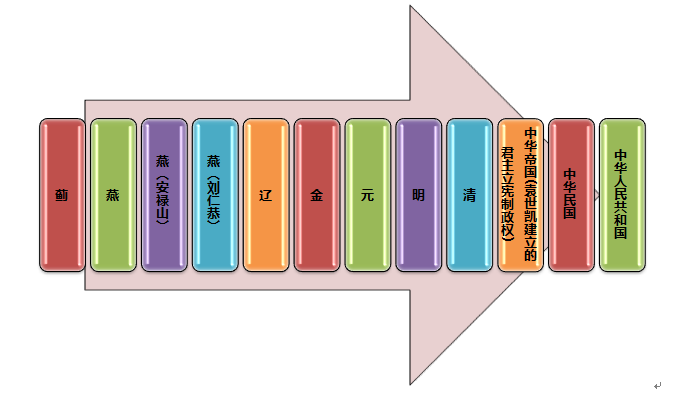 蓟
燕
燕（安禄山）
燕（刘仁恭）
辽
金
元
明
清
中华帝国(袁世凯建立的
君主立宪制政权)
中华民国
中华人民共和国